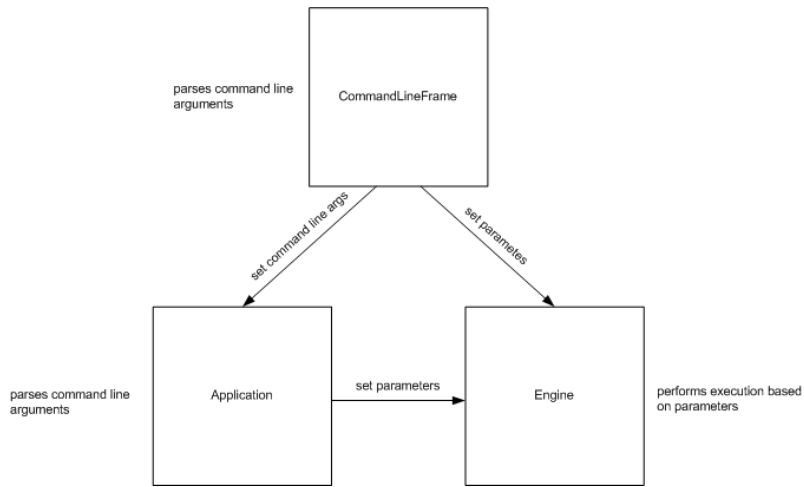 parses command line
arguments
CommandLineFrame
set command line args
set parametes
parses command line
arguments
Application
set parameters
Engine
performs execution based
on parameters